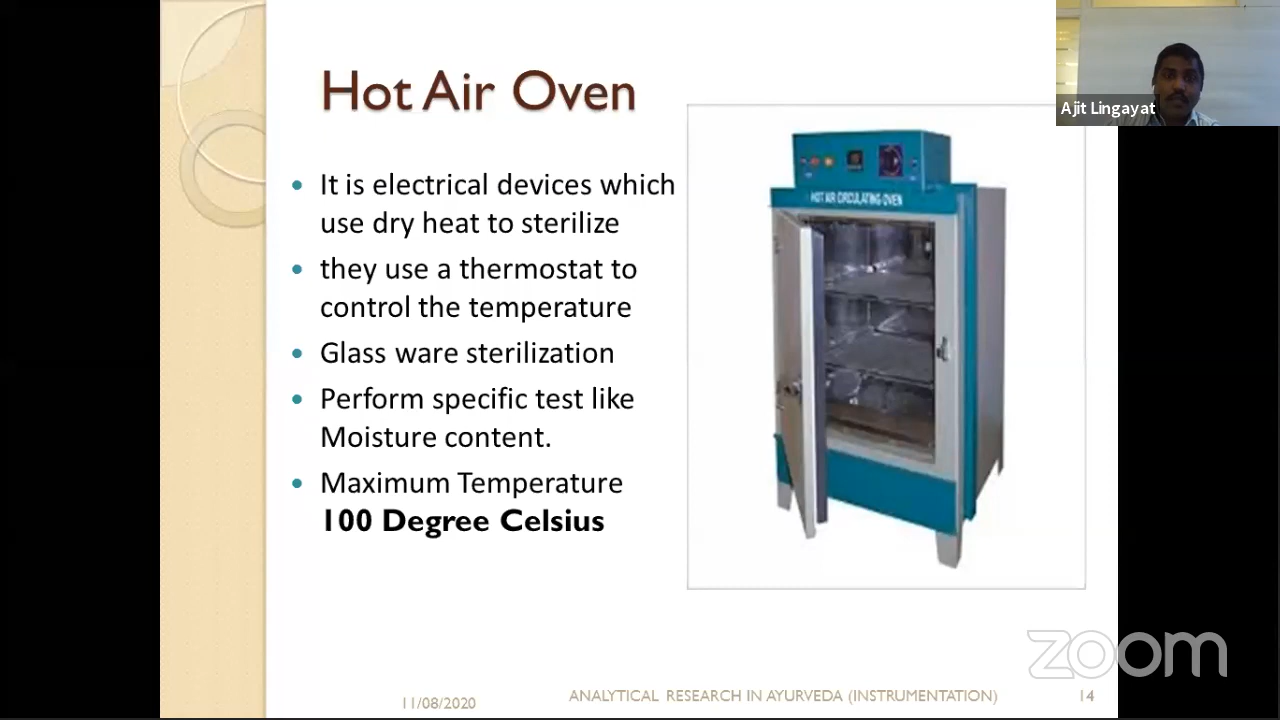 Hot Air Oven
It is electrical devices which
use dry heat to sterilize
they use a thermostat to
control the temperature
Glass ware sterilization
Perform specific test like
Moisture content.
Maximum Temperature
100 Degree Celsius
HOT AIR CIRCULATING OVEN
Ajit Lingayat
zoom
11/08/2020
ANALYTICAL RESEARCH IN AYURVEDA (INSTRUMENTATION)
14